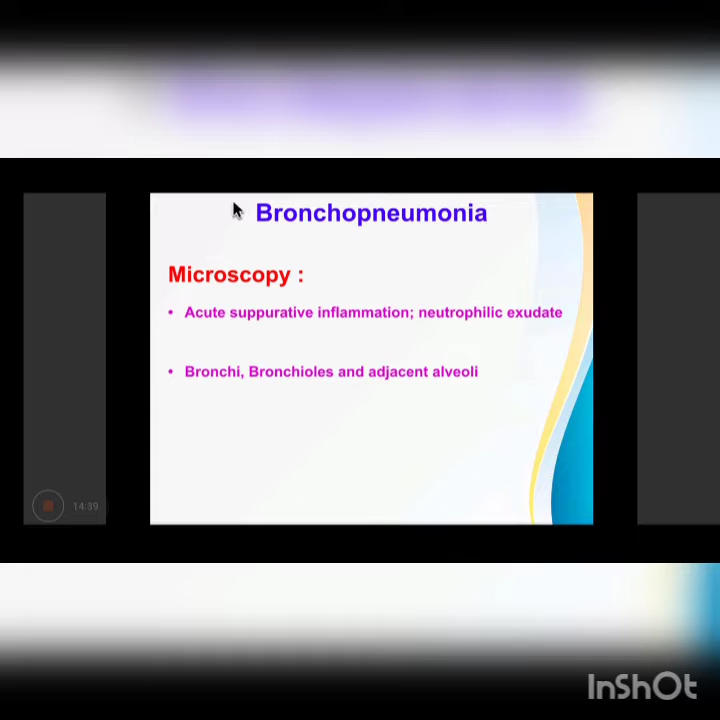 Bronchopneumonia
Microscopy :
• Acute suppurative inflammation; neutrophilic exudate
• Bronchi, Bronchioles and adjacent alveoli
14:39
InShOt